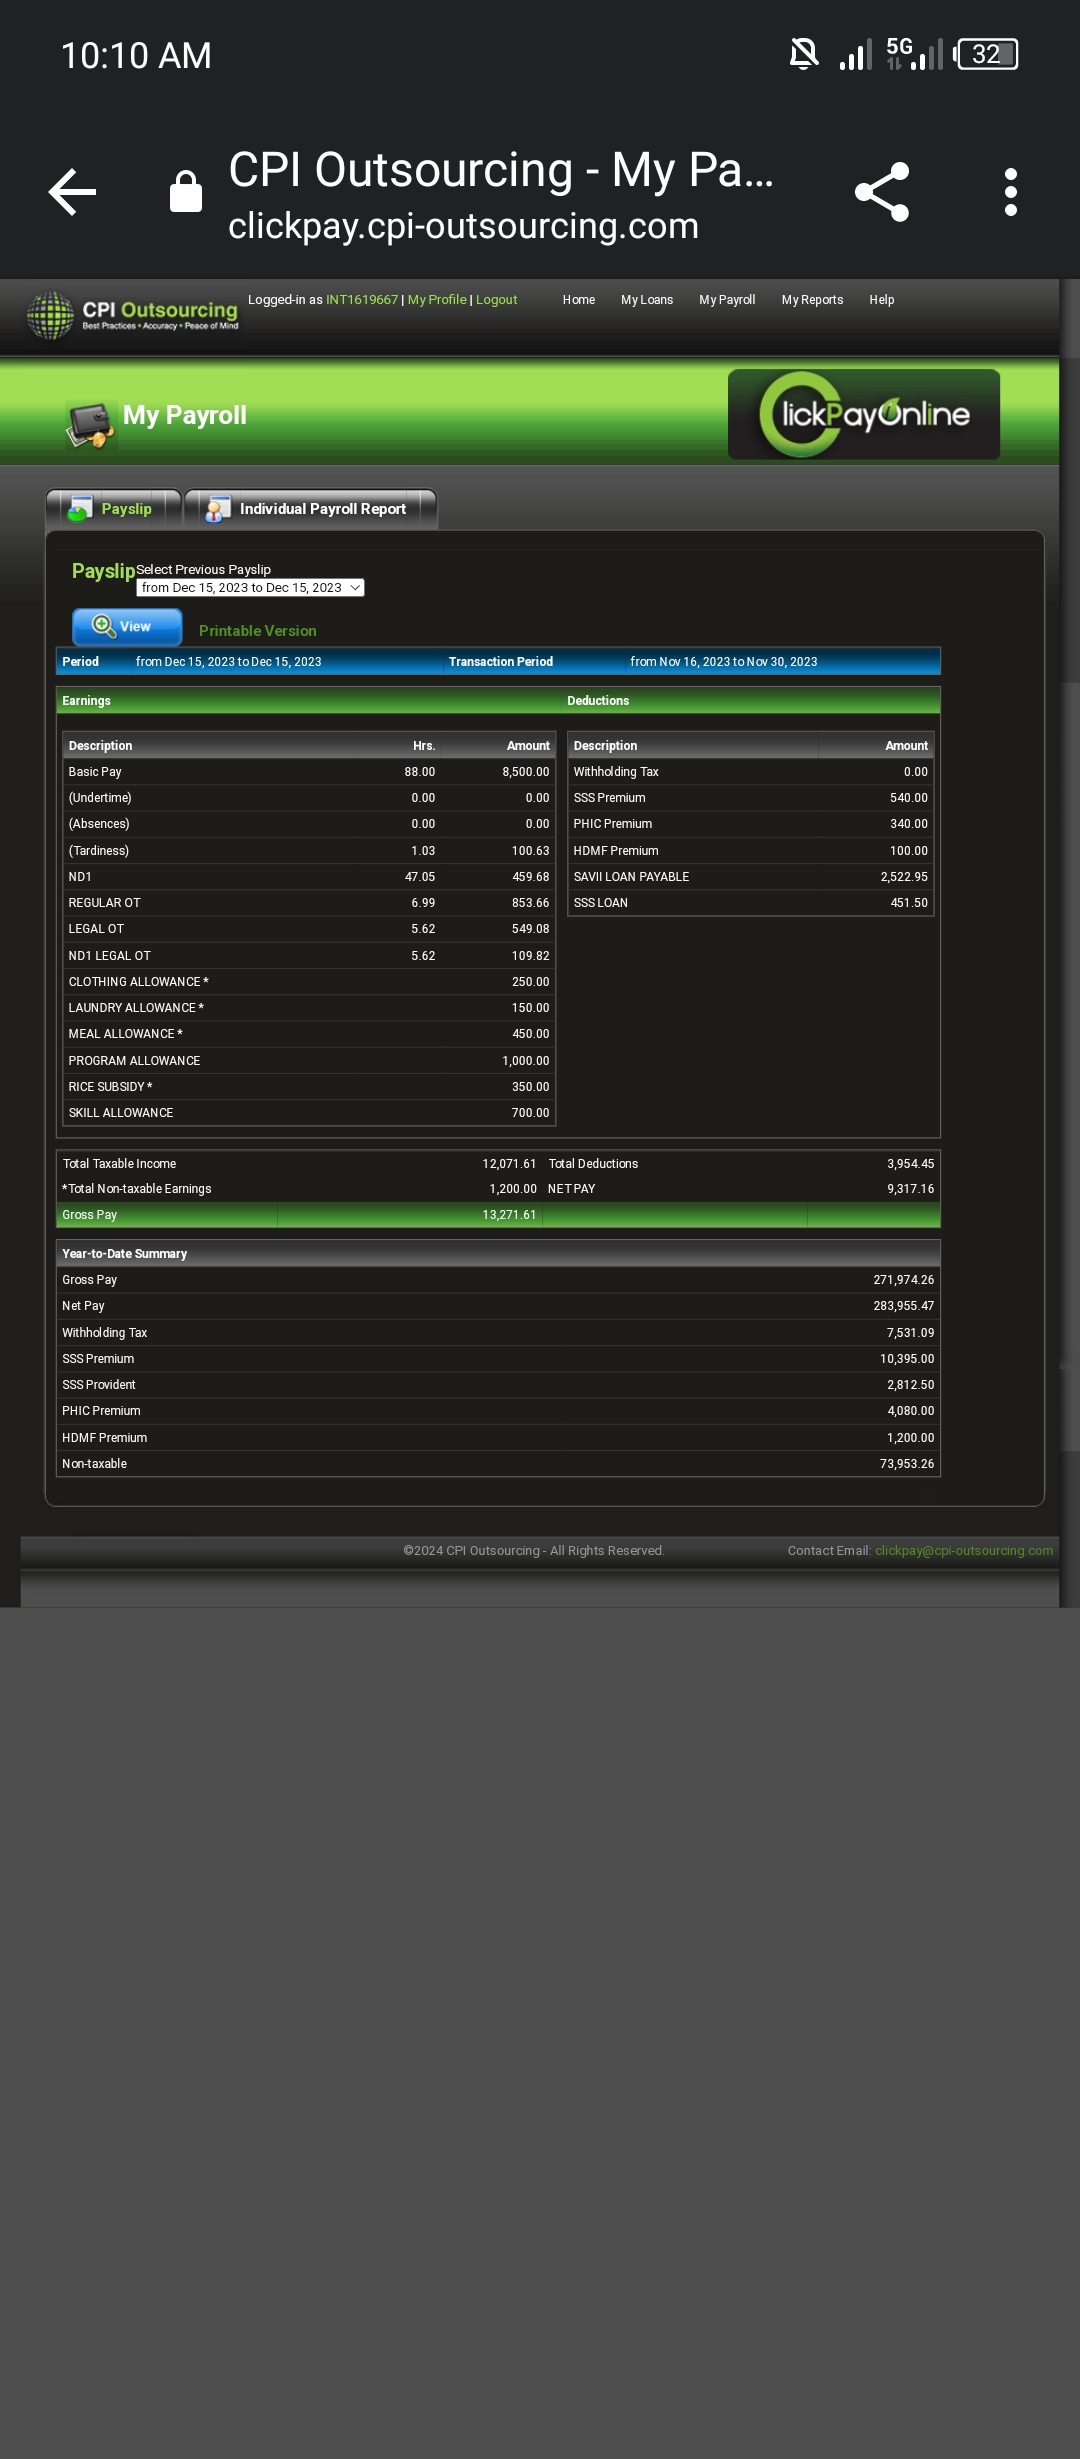 10:10 AM
5G
32
CPI Outsourcing - My Pa...
clickpay.cpi-outsourcing.com
CPI Outsourcing
Best Practices • Accuracy • Peace of Mind
Logged-in as INT1619667 | My Profile | Logout
Home My Loans My Payroll My Reports Help
My Payroll
ClickPayOnline
Payslip Individual Payroll Report
Payslip Select Previous Payslip
from Dec 15, 2023 to Dec 15, 2023
View Printable Version
Period from Dec 15, 2023 to Dec 15, 2023 Transaction Period from Nov 16, 2023 to Nov 30, 2023
Earnings Deductions
Description Hrs. Amount Description Amount
Basic Pay 88.00 8,500.00 Withholding Tax 0.00
(Undertime) 0.00 0.00 SSS Premium 540.00
(Absences) 0.00 0.00 PHIC Premium 340.00
(Tardiness) 1.03 100.63 HDMF Premium 100.00
ND1 47.05 459.68 SAVII LOAN PAYABLE 2,522.95
REGULAR OT 6.99 853.66 SSS LOAN 451.50
LEGAL OT 5.62 549.08
ND1 LEGAL OT 5.62 109.82
CLOTHING ALLOWANCE * 250.00
LAUNDRY ALLOWANCE * 150.00
MEAL ALLOWANCE * 450.00
PROGRAM ALLOWANCE 1,000.00
RICE SUBSIDY * 350.00
SKILL ALLOWANCE 700.00
Total Taxable Income 12,071.61 Total Deductions 3,954.45
*Total Non-taxable Earnings 1,200.00 NETPAY 9,317.16
Gross Pay 13,271.61
Year-to-Date Summary
Gross Pay 271,974.26
Net Pay 283,955.47
Withholding Tax 7,531.09
SSS Premium 10,395.00
SSS Provident 2,812.50
PHIC Premium 4,080.00
HDMF Premium 1,200.00
Non-taxable 73,953.26
©2024 CPI Outsourcing - All Rights Reserved. Contact Email: clickpay@cpi-outsourcing.com